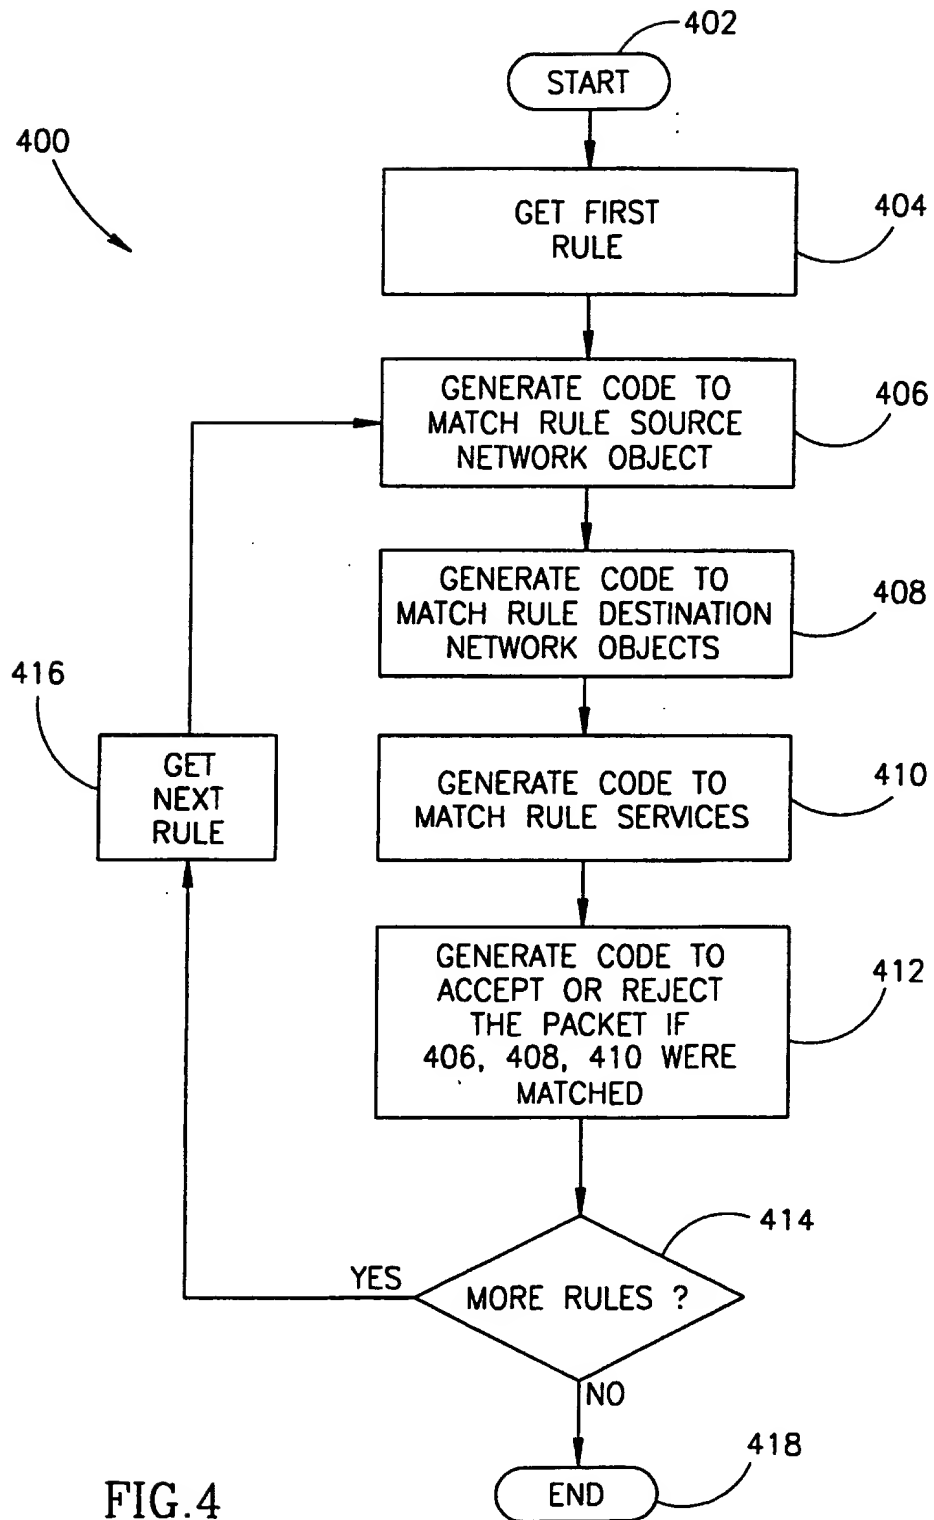 402
START
400
GET FIRST
RULE
404
GENERATE CODE TO
MATCH RULE SOURCE
NETWORK OBJECT
406
GENERATE CODE TO
MATCH RULE DESTINATION
NETWORK OBJECTS
408
416
GET
NEXT
RULE
GENERATE CODE TO
MATCH RULE SERVICES
410
GENERATE CODE TO
ACCEPT OR REJECT
THE PACKET IF
406, 408, 410 WERE
MATCHED
412
414
YES
MORE RULES ?
NO
418
END
FIG.4